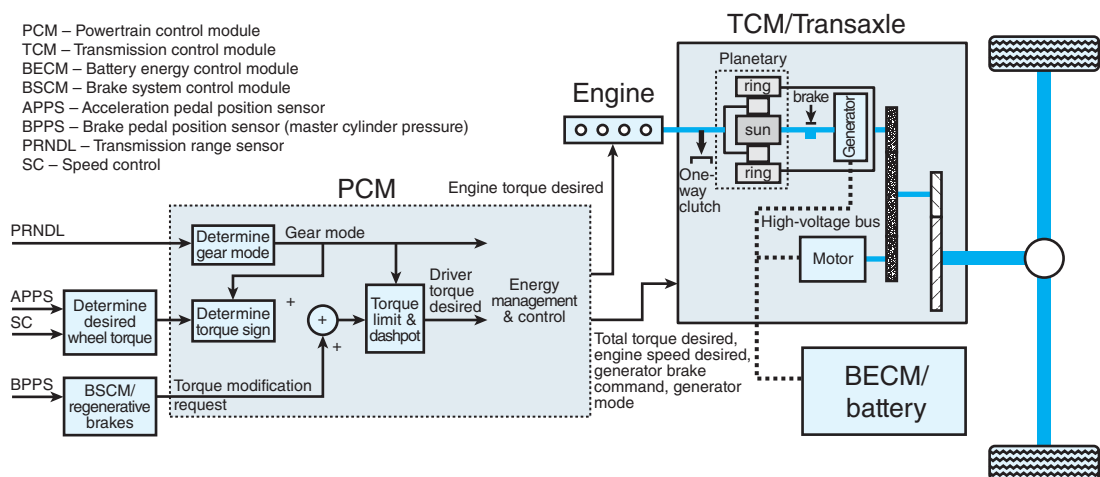 PCM – Powertrain control module
TCM – Transmission control module
BECM – Battery energy control module
BSCM – Brake system control module
APPS – Acceleration pedal position sensor
BPPS – Brake pedal position sensor (master cylinder pressure)
PRNDL – Transmission range sensor
SC – Speed control
TCM/Transaxle
Planetary
ring
sun
ring
brake
Generator
Engine
One-
way
clutch
High-voltage bus
Motor
BECM/
battery
PCM
Engine torque desired
PRNDL
Determine
gear mode
Gear mode
APPS
SC
Determine
desired
wheel torque
Determine
torque sign
+
+
+
Torque
limit &
dashpot
Driver
torque
desired
Energy
management
& control
BPPS
BSCM/
regenerative
brakes
Torque modification
request
Total torque desired,
engine speed desired,
generator brake
command, generator
mode